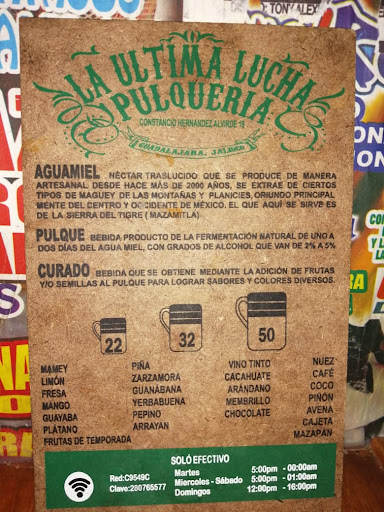 LA ULTIMA LUCHA
PULQUERIA
CONSTANCIO HERNANDEZ ALVIRDE 18
GUADALAJARA, JALISCO
AGUAMIEL NÉCTAR TRASLUCIDO QUE SE PRODUCE DE MANERA
ARTESANAL DESDE HACE MÁS DE 2000 AÑOS, SE EXTRAE DE CIERTOS
TIPOS DE MAGUEY DE LAS MONTAÑAS Y PLANICIES, ORIUNDO PRINCIPAL
MENTE DEL CENTRO Y OCCIDENTE DE MÉXICO. EL QUE AQUÍ SE SIRVE ES
DE LA SIERRA DEL TIGRE ( MAZAMITLA).
PULQUE BEBIDA PRODUCTO DE LA FERMENTACIÓN NATURAL DE UNO A
DOS DÍAS DEL AGUA MIEL, CON GRADOS DE ALCOHOL QUE VAN DE 2% A 5%
CURADO BEBIDA QUE SE OBTIENE MEDIANTE LA ADICIÓN DE FRUTAS
Y/O SEMILLAS AL PULQUE PARA LOGRAR SABORES Y COLORES DIVERSOS.
22 32 50
MAMEY
LIMÓN
FRESA
MANGO
GUAYABA
PLÁTANO
FRUTAS DE TEMPORADA
PIÑA
ZARZAMORA
GUANÁBANA
YERBABUENA
PEPINO
ARRAYAN
VINO TINTO
CACAHUATE
ARÁNDANO
MEMBRILLO
CHOCOLATE
NUEZ
CAFÉ
COCO
PIÑÓN
AVENA
CAJETA
MAZAPÁN
SOLÓ EFECTIVO
Red:C9549C
Clave:280765577
Martes 5:00pm - 00:00am
Miercoles - Sábado 5:00pm - 01:00am
Domingos 12:00pm - 16:00pm